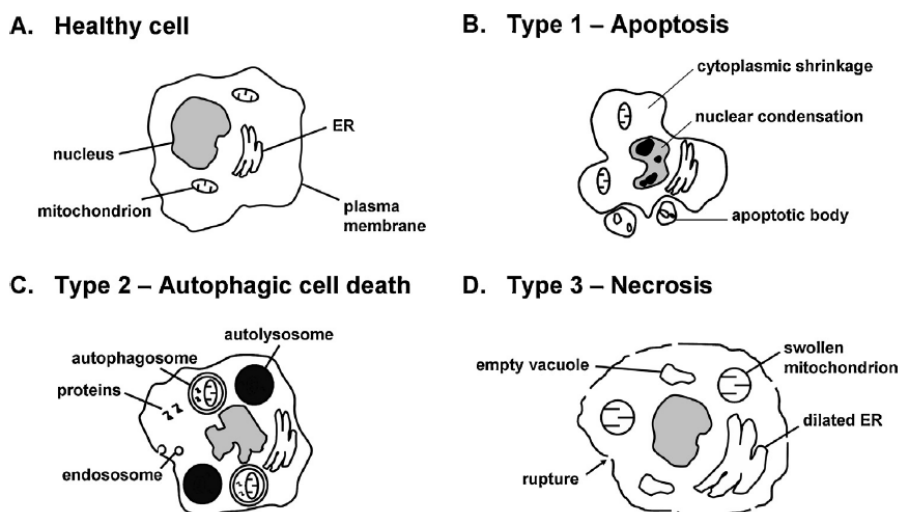 A. Healthy cell
ER
nucleus
mitochondrion
plasma
membrane
B. Type 1 – Apoptosis
cytoplasmic shrinkage
nuclear condensation
apoptotic body
C. Type 2 – Autophagic cell death
autolysosome
autophagosome
proteins
endososome
D. Type 3 – Necrosis
swollen
mitochondrion
empty vacuole
dilated ER
rupture